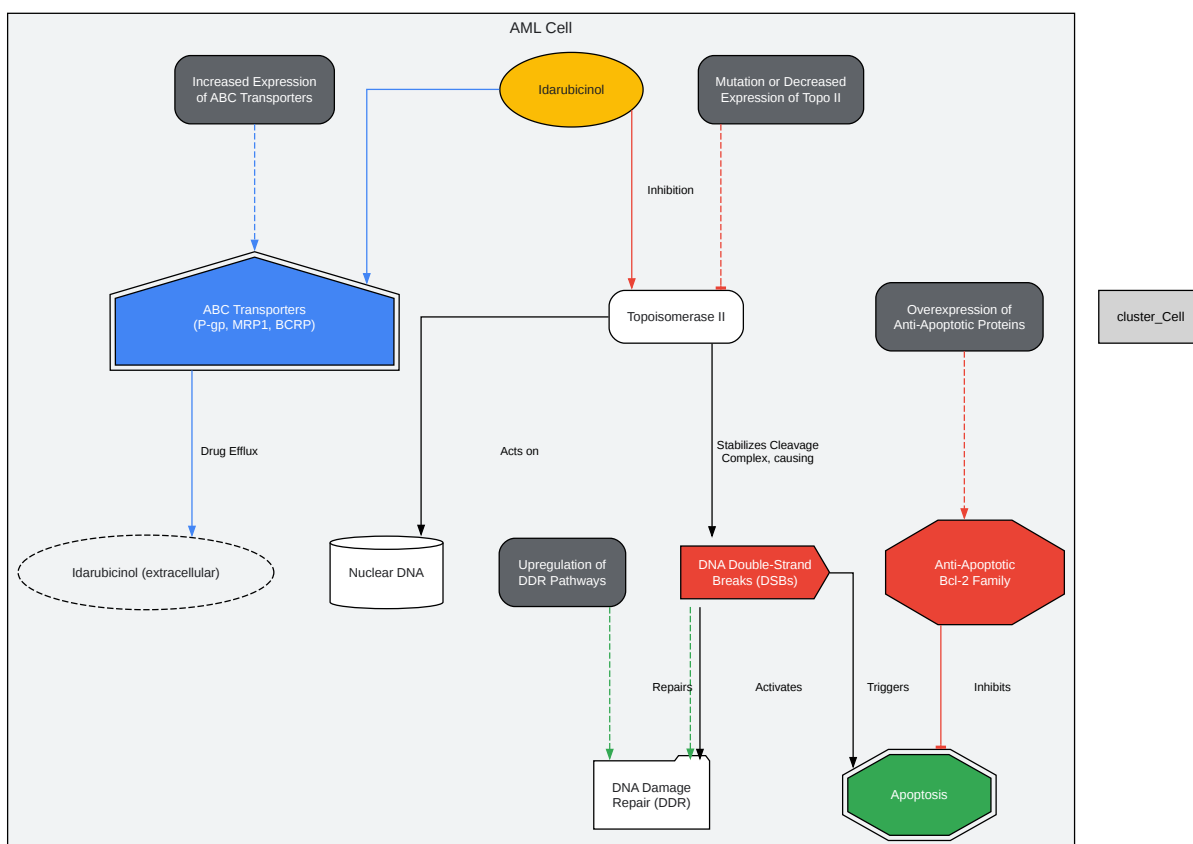 AML Cell
Increased Expression
of ABC Transporters
Idarubicinol
Mutation or Decreased
Expression of Topo II
Inhibition
ABC Transporters
(P-gp, MRP1, BCRP)
Topoisomerase II
Overexpression of
Anti-Apoptotic Proteins
cluster_Cell
Drug Efflux
Acts on
Stabilizes Cleavage
Complex, causing
Idarubicinol (extracellular)
Nuclear DNA
Upregulation of
DDR Pathways
DNA Double-Strand
Breaks (DSBs)
Anti-Apoptotic
Bcl-2 Family
Repairs
Activates
Triggers
Inhibits
DNA Damage
Repair (DDR)
Apoptosis